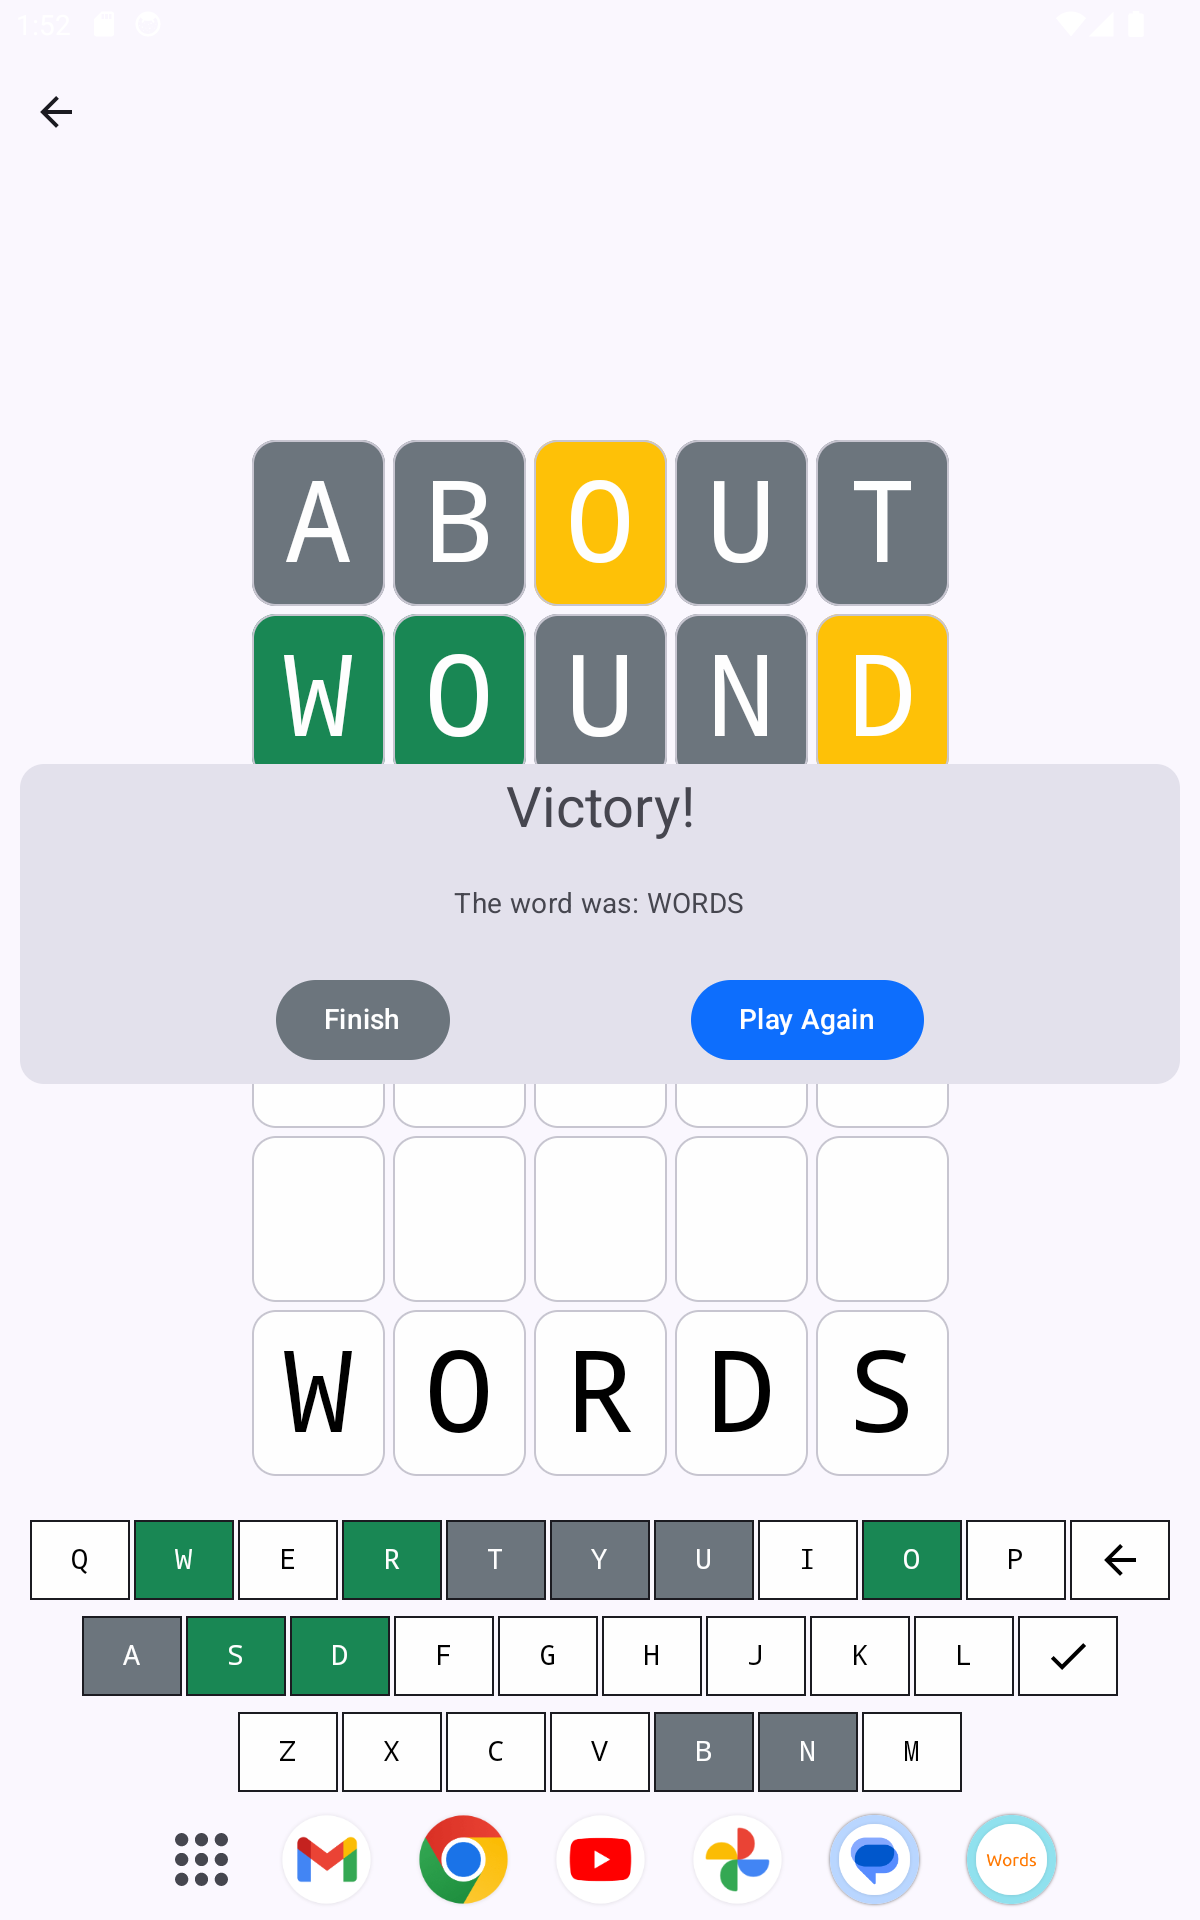 1:52
A B O U T
W O U N D
Victory!
The word was: WORDS
Finish Play Again
W O R D S
Q W E R T Y U I O P
A S D F G H J K L
Z X C V B N M
Words